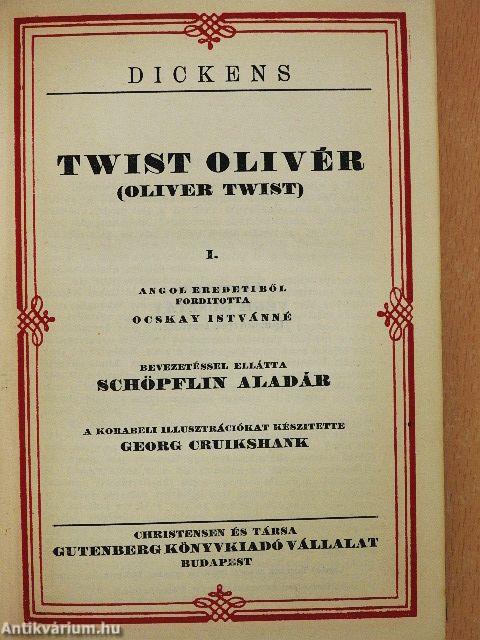 DICKENS
TWIST OLIVÉR
(OLIVER TWIST)
I.
ANGOL EREDETIBŐL
FORDITOTTA
OCSKAY ISTVÁNNÉ
BEVEZETÉSSEL ELLÁTTA
SCHÖPFLIN ALADÁR
A KORABELI ILLUSZTRÁCIÓKAT KÉSZITETTE
GEORG CRUIKSHANK
CHRISTENSEN ÉS TÁRSA
GUTENBERG KÖNYVKIADÓ VÁLLALAT
BUDAPEST
Antikvárium.hu